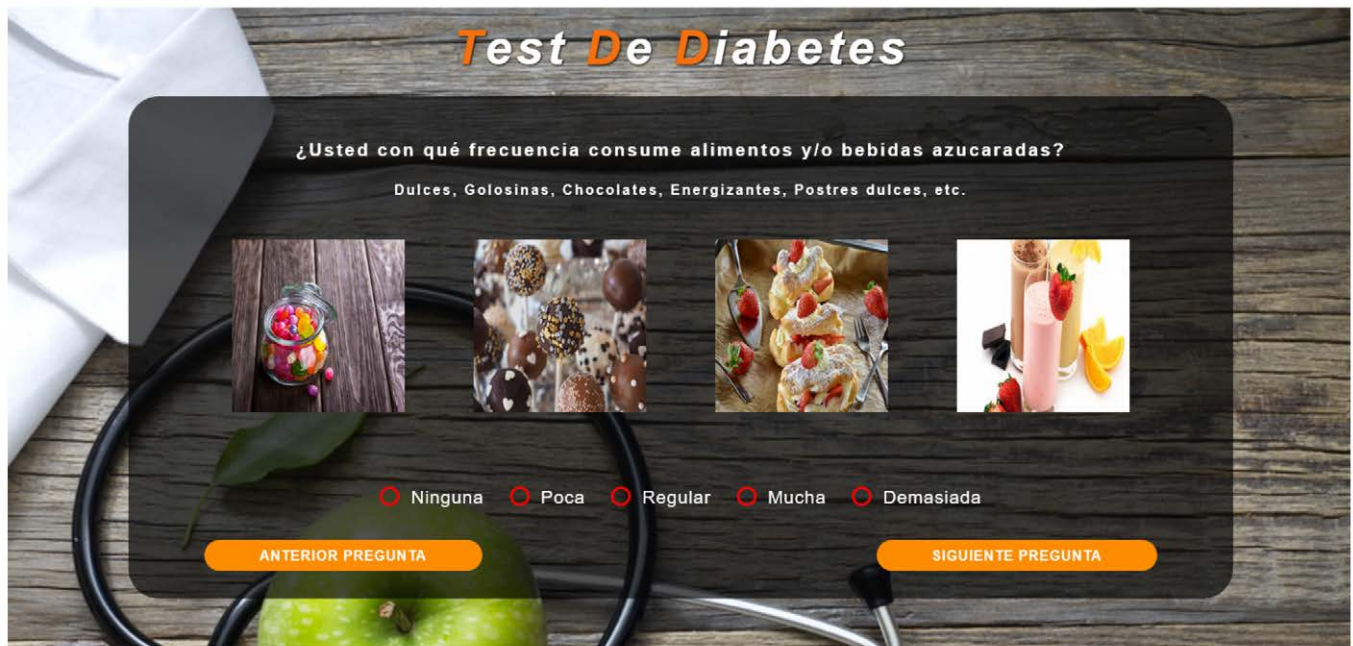 Test De Diabetes
¿Usted con qué frecuencia consume alimentos y/o bebidas azucaradas?
Dulces, Golosinas, Chocolates, Energizantes, Postres dulces, etc.
Ninguna Poca Regular Mucha Demasiada
ANTERIOR PREGUNTA SIGUIENTE PREGUNTA